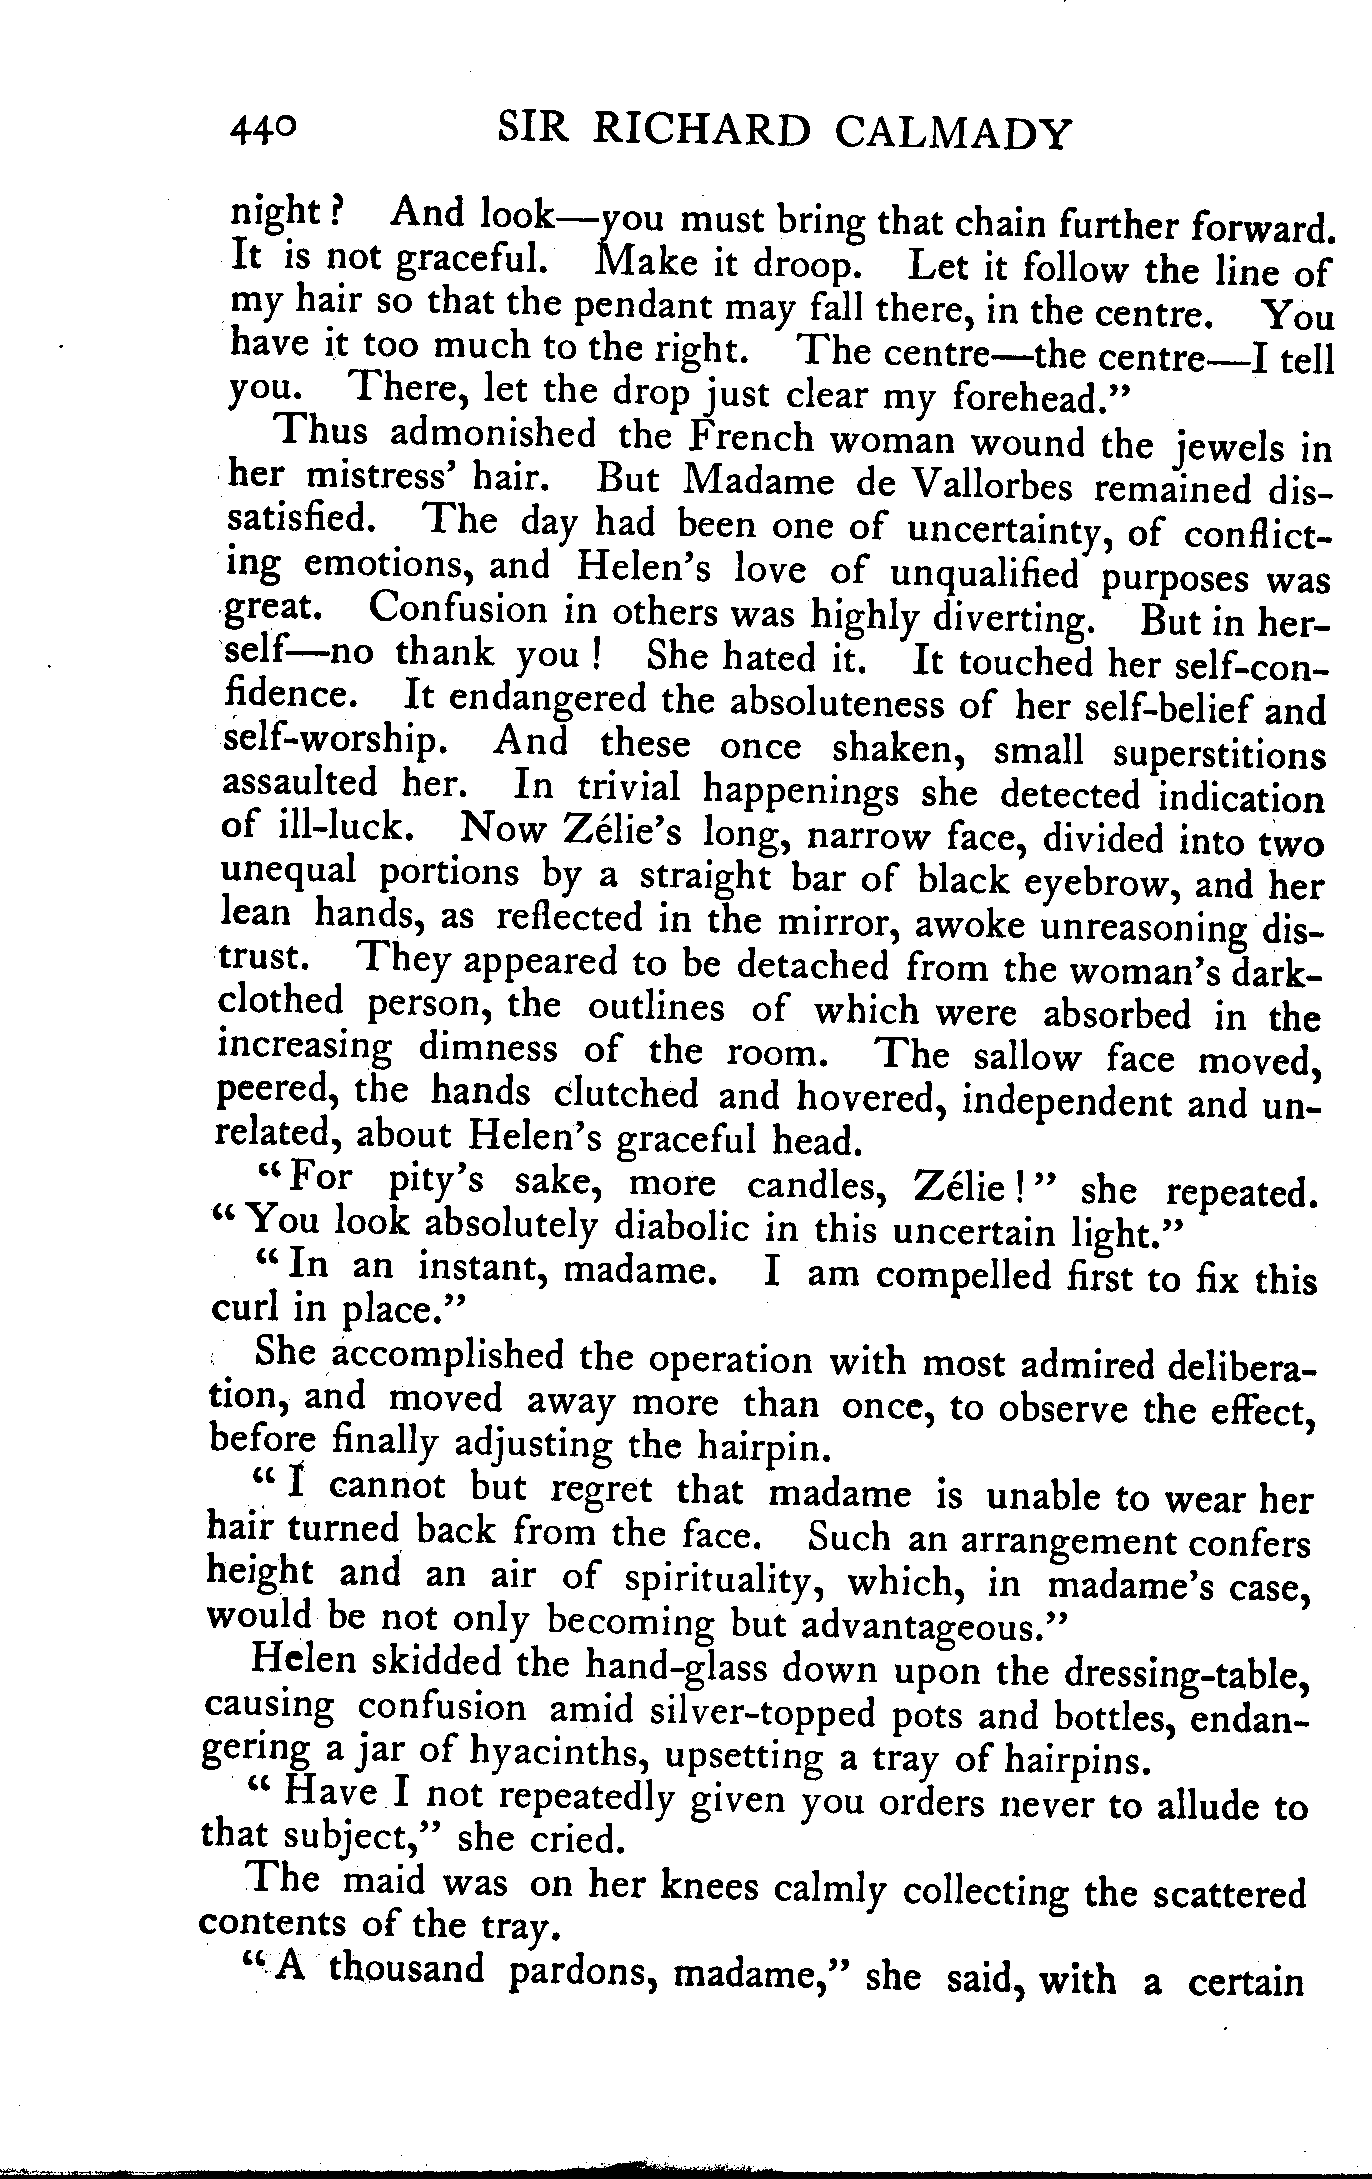 440 SIR RICHARD CALMADY
night? And look—you must bring that chain further forward.
It is not graceful. Make it droop. Let it follow the line of
my hair so that the pendant may fall there, in the centre. You
have it too much to the right. The centre—the centre—I tell
you. There, let the drop just clear my forehead.”
Thus admonished the French woman wound the jewels in
her mistress’ hair. But Madame de Vallorbes remained dis-
satisfied. The day had been one of uncertainty, of conflict-
ing emotions, and Helen’s love of unqualified purposes was
great. Confusion in others was highly diverting. But in her-
self—no thank you! She hated it. It touched her self-con-
fidence. It endangered the absoluteness of her self-belief and
self-worship. And these once shaken, small superstitions
assaulted her. In trivial happenings she detected indication
of ill-luck. Now Zélie’s long, narrow face, divided into two
unequal portions by a straight bar of black eyebrow, and her
lean hands, as reflected in the mirror, awoke unreasoning dis-
trust. They appeared to be detached from the woman’s dark-
clothed person, the outlines of which were absorbed in the
increasing dimness of the room. The sallow face moved,
peered, the hands clutched and hovered, independent and un-
related, about Helen’s graceful head.
“For pity’s sake, more candles, Zélie!” she repeated.
“You look absolutely diabolic in this uncertain light.”
“In an instant, madame. I am compelled first to fix this
curl in place.”
She accomplished the operation with most admired delibera-
tion, and moved away more than once, to observe the effect,
before finally adjusting the hairpin.
“I cannot but regret that madame is unable to wear her
hair turned back from the face. Such an arrangement confers
height and an air of spirituality, which, in madame’s case,
would be not only becoming but advantageous.”
Helen skidded the hand-glass down upon the dressing-table,
causing confusion amid silver-topped pots and bottles, endan-
gering a jar of hyacinths, upsetting a tray of hairpins.
“Have I not repeatedly given you orders never to allude to
that subject,” she cried.
The maid was on her knees calmly collecting the scattered
contents of the tray.
“A thousand pardons, madame,” she said, with a certain